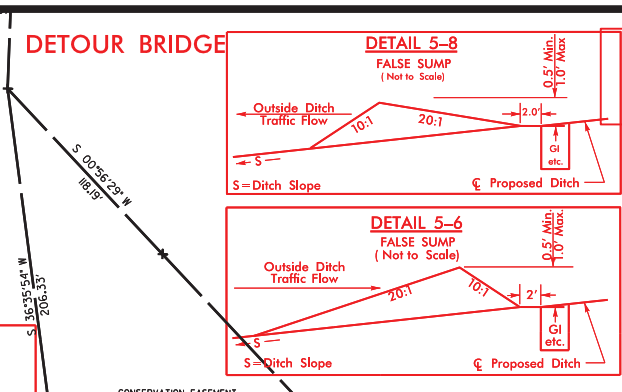 DETOUR BRIDGE
DETAIL 5-8
FALSE SUMP
(Not to Scale)
0.5' Min.
1.0' Max
Outside Ditch
Traffic Flow
10:1
20:1
2.0'
S
GI
etc.
S=Ditch Slope
℄ Proposed Ditch
S 00°56'29" W
118.19'
DETAIL 5-6
FALSE SUMP
(Not to Scale)
0.5' Min.
1.0' Max.
Outside Ditch
Traffic Flow
20:1
10:1
2'
S
GI
etc.
S=Ditch Slope
℄ Proposed Ditch
S 36°35'54" W
206.33'
CONSERVATION EASEMENT